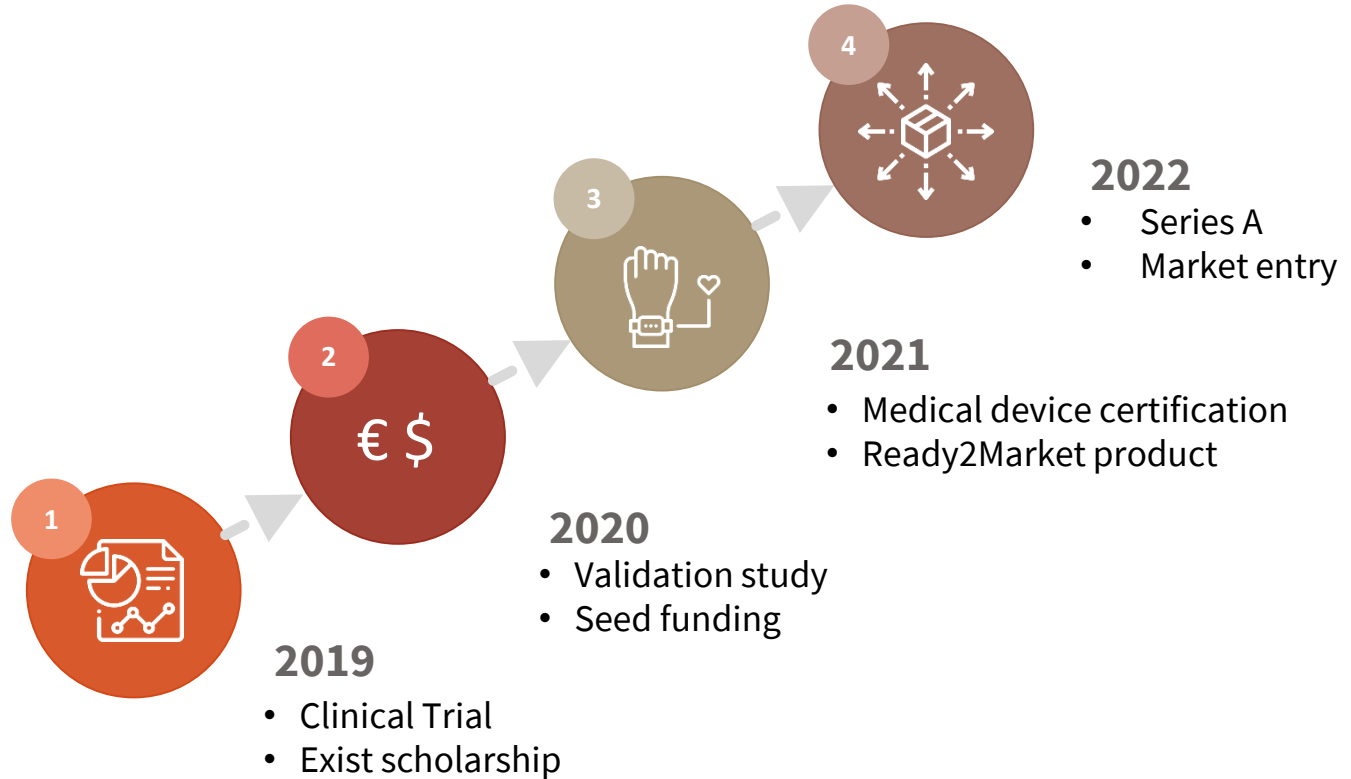 1
2019
• Clinical Trial
• Exist scholarship
2
€ $
2020
• Validation study
• Seed funding
3
2021
• Medical device certification
• Ready2Market product
4
2022
• Series A
• Market entry